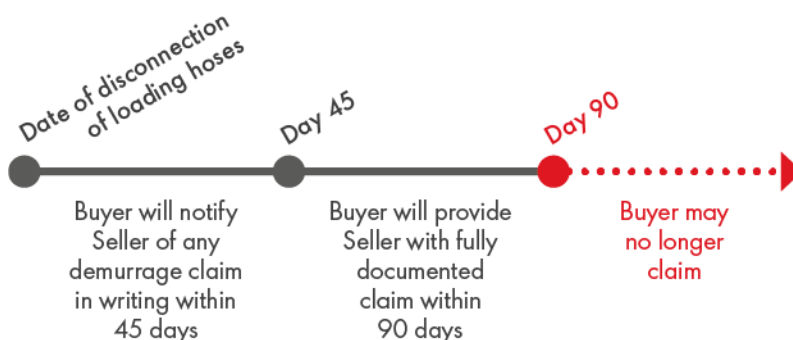 Date of disconnection
of loading hoses
Day 45
Day 90
Buyer will notify
Seller of any
demurrage claim
in writing within
45 days
Buyer will provide
Seller with fully
documented
claim within
90 days
Buyer may
no longer
claim